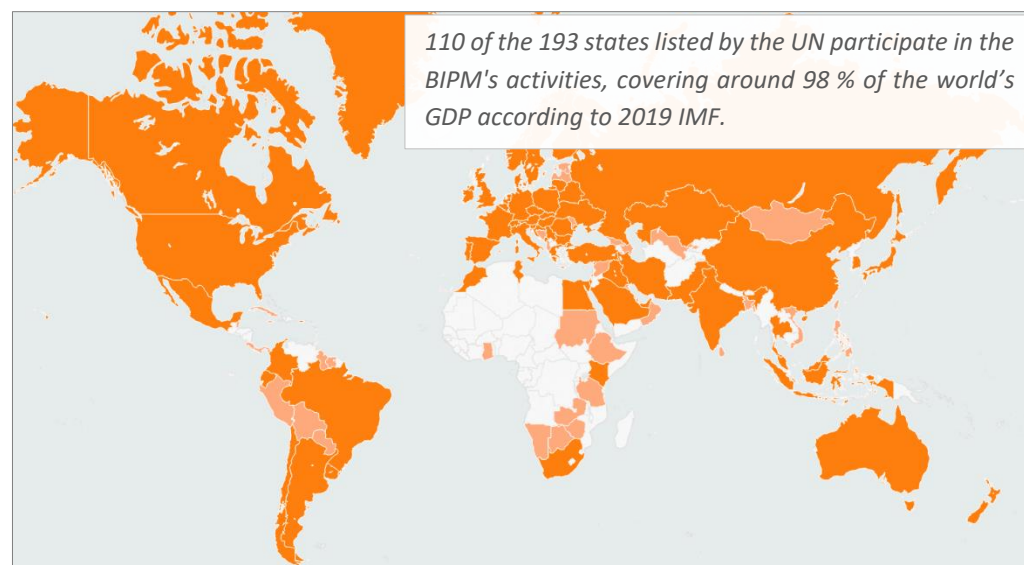 110 of the 193 states listed by the UN participate in the
BIPM's activities, covering around 98 % of the world’s
GDP according to 2019 IMF.